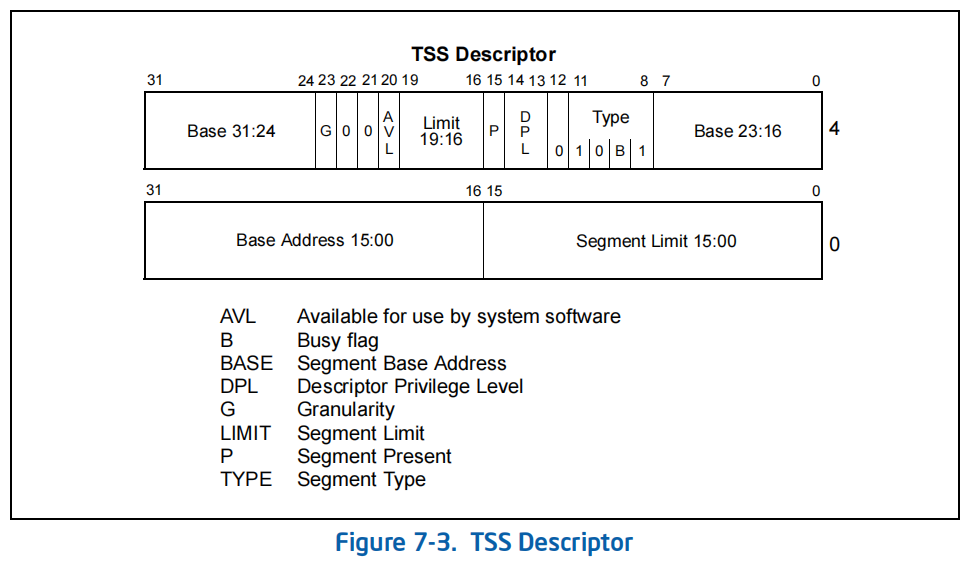 TSS Descriptor
31 24 23 22 21 20 19 16 15 14 13 12 11 8 7 0
Base 31:24 G 0 0 AVL Limit 19:16 P DPL Type Base 23:16 4
0 1 0 B 1
31 16 15 0
Base Address 15:00 Segment Limit 15:00 0
AVL Available for use by system software
B Busy flag
BASE Segment Base Address
DPL Descriptor Privilege Level
G Granularity
LIMIT Segment Limit
P Segment Present
TYPE Segment Type
Figure 7-3. TSS Descriptor